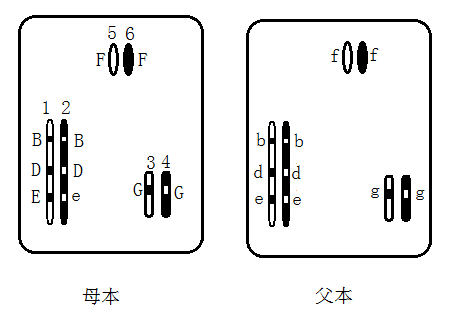 5 6
F F
1 2
B B
D D
E e
3 4
G G
母本
f f
b b
d d
e e
g g
父本